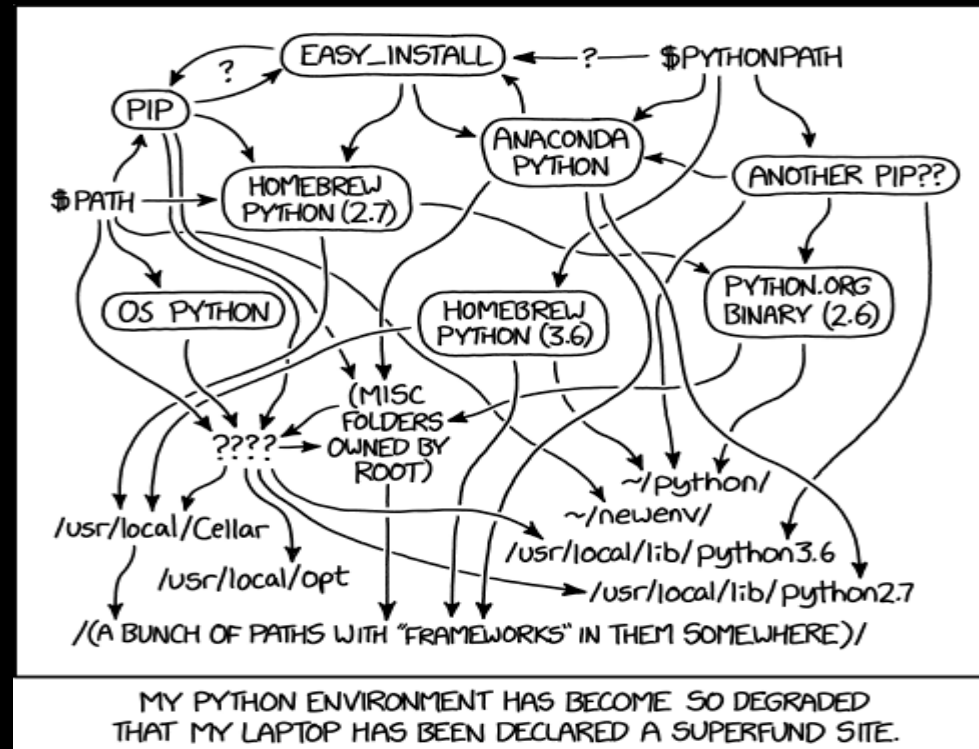 EASY_INSTALL
?
$PYTHONPATH
?
PIP
ANACONDA
PYTHON
ANOTHER PIP??
HOMEBREW
PYTHON (2.7)
$PATH
OS PYTHON
HOMEBREW
PYTHON (3.6)
PYTHON.ORG
BINARY (2.6)
(MISC
FOLDERS
OWNED BY
ROOT)
????
~/python/
~/newenv/
/usr/local/Cellar
/usr/local/lib/python3.6
/usr/local/opt
/usr/local/lib/python2.7
/(A BUNCH OF PATHS WITH "FRAMEWORKS" IN THEM SOMEWHERE)/
MY PYTHON ENVIRONMENT HAS BECOME SO DEGRADED
THAT MY LAPTOP HAS BEEN DECLARED A SUPERFUND SITE.